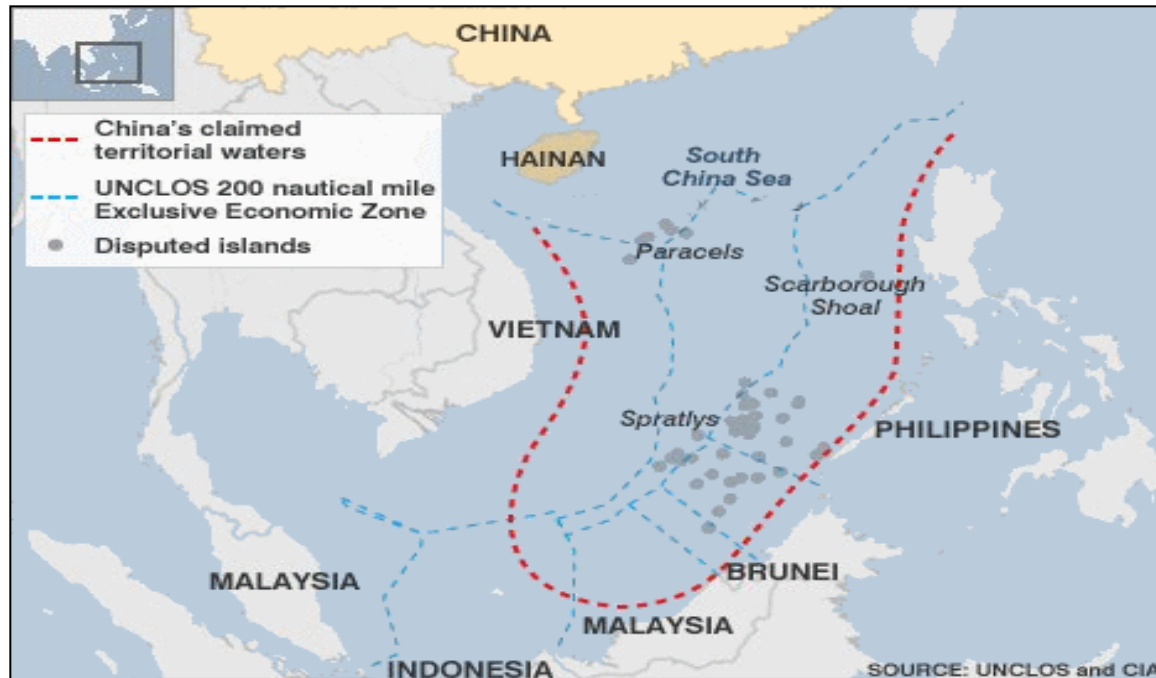 CHINA
China's claimed
territorial waters
UNCLOS 200 nautical mile
Exclusive Economic Zone
Disputed islands
HAINAN
South
China Sea
Paracels
Scarborough
Shoal
VIETNAM
Spratlys
PHILIPPINES
MALAYSIA
BRUNEI
MALAYSIA
INDONESIA
SOURCE: UNCLOS and CIA